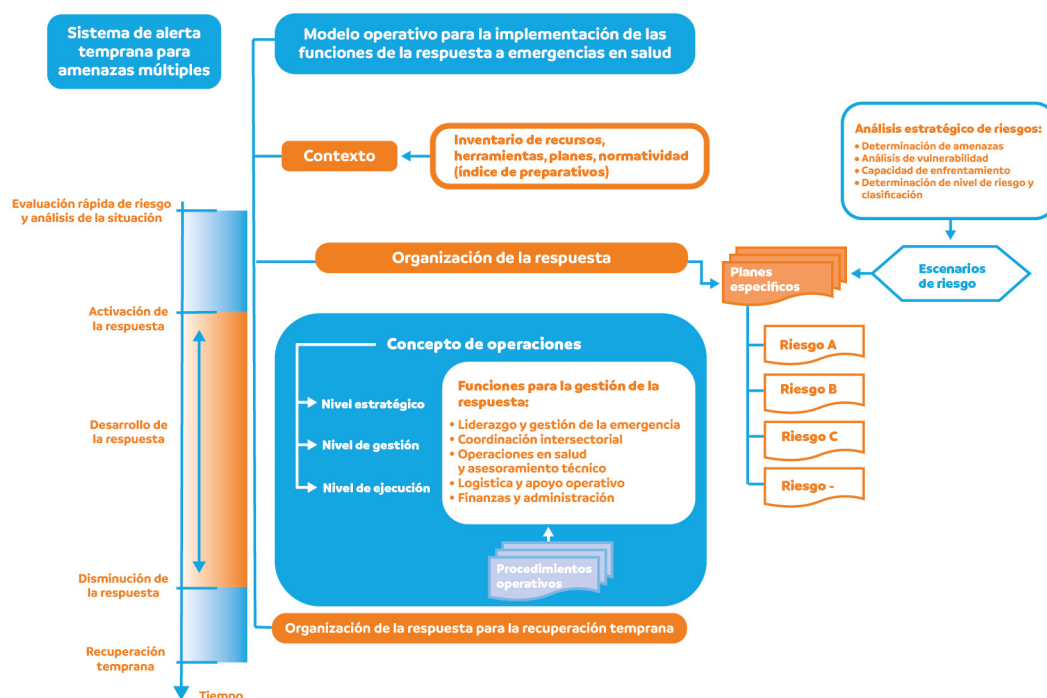 Sistema de alerta
temprana para
amenazas múltiples
Modelo operativo para la implementación de las
funciones de la respuesta a emergencias en salud
Contexto
Inventario de recursos,
herramientas, planes, normatividad
(índice de preparativos)
Análisis estratégico de riesgos:
• Determinación de amenazas
• Análisis de vulnerabilidad
• Capacidad de enfrentamiento
• Determinación de nivel de riesgo y
clasificación
Evaluación rápida de riesgo
y análisis de la situación
Organización de la respuesta
Planes
especificos
Escenarios
de riesgo
Activación de
la respuesta
Desarrollo de
la respuesta
Disminución de
la respuesta
Recuperación
temprana
Tiempo
Concepto de operaciones
Nivel estratégico
Nivel de gestión
Nivel de ejecución
Funciones para la gestión de la
respuesta:
• Liderazgo y gestión de la emergencia
• Coordinación intersectorial
• Operaciones en salud
y asesoramiento técnico
• Logistica y apoyo operativo
• Finanzas y administración
Procedimientos
operativos
Riesgo A
Riesgo B
Riesgo C
Riesgo -
Organización de la respuesta para la recuperación temprana